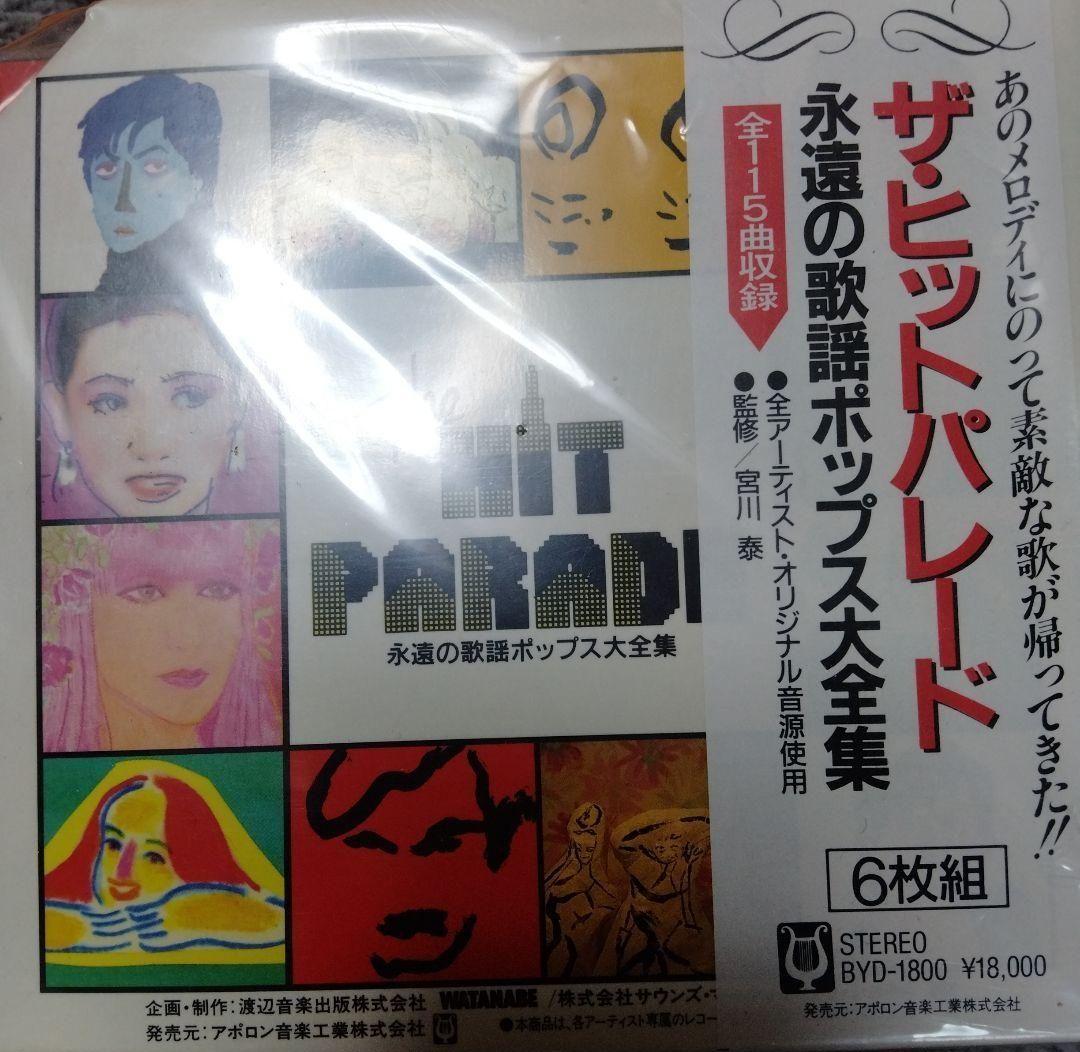 あのメロディにのって素敵な歌が帰ってきた!!
ザ・ヒットパレード
永遠の歌謡ポップス大全集
全115曲収録
●全アーティスト・オリジナル音源使用
●監修／宮川 泰
6枚組
STEREO
BYD-1800 ¥18,000
発売元:アポロン音楽工業株式会社
the
HIT
PARADE
永遠の歌謡ポップス大全集
企画・制作:渡辺音楽出版株式会社 WATANABE /株式会社サウンズ・
発売元:アポロン音楽工業株式会社 ●本商品は、各アーティスト専属のレコー